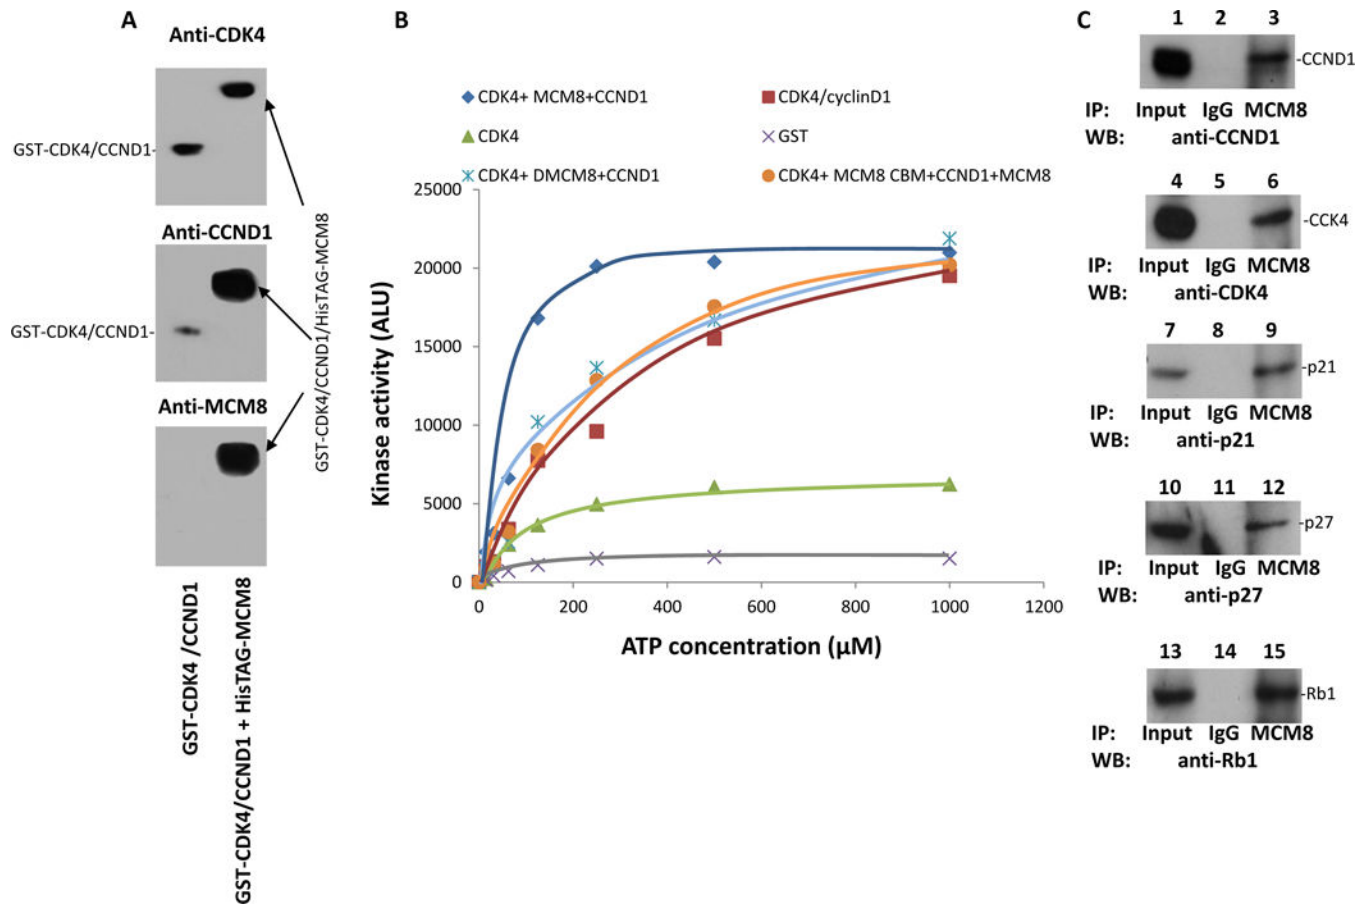 A
Anti-CDK4
GST-CDK4/CCND1-
Anti-CCND1
GST-CDK4/CCND1-
Anti-MCM8
GST-CDK4/CCND1/HisTAG-MCM8
GST-CDK4 /CCND1
GST-CDK4/CCND1 + HisTAG-MCM8
B
CDK4+ MCM8+CCND1
CDK4/cyclinD1
CDK4
GST
CDK4+ DMCM8+CCND1
CDK4+ MCM8 CBM+CCND1+MCM8
Kinase activity (ALU)
25000
20000
15000
10000
5000
0
0 200 400 600 800 1000 1200
ATP concentration (µM)
C
1 2 3
-CCND1
IP: Input IgG MCM8
WB: anti-CCND1
4 5 6
-CCK4
IP: Input IgG MCM8
WB: anti-CDK4
7 8 9
-p21
IP: Input IgG MCM8
WB: anti-p21
10 11 12
-p27
IP: Input IgG MCM8
WB: anti-p27
13 14 15
-Rb1
IP: Input IgG MCM8
WB: anti-Rb1